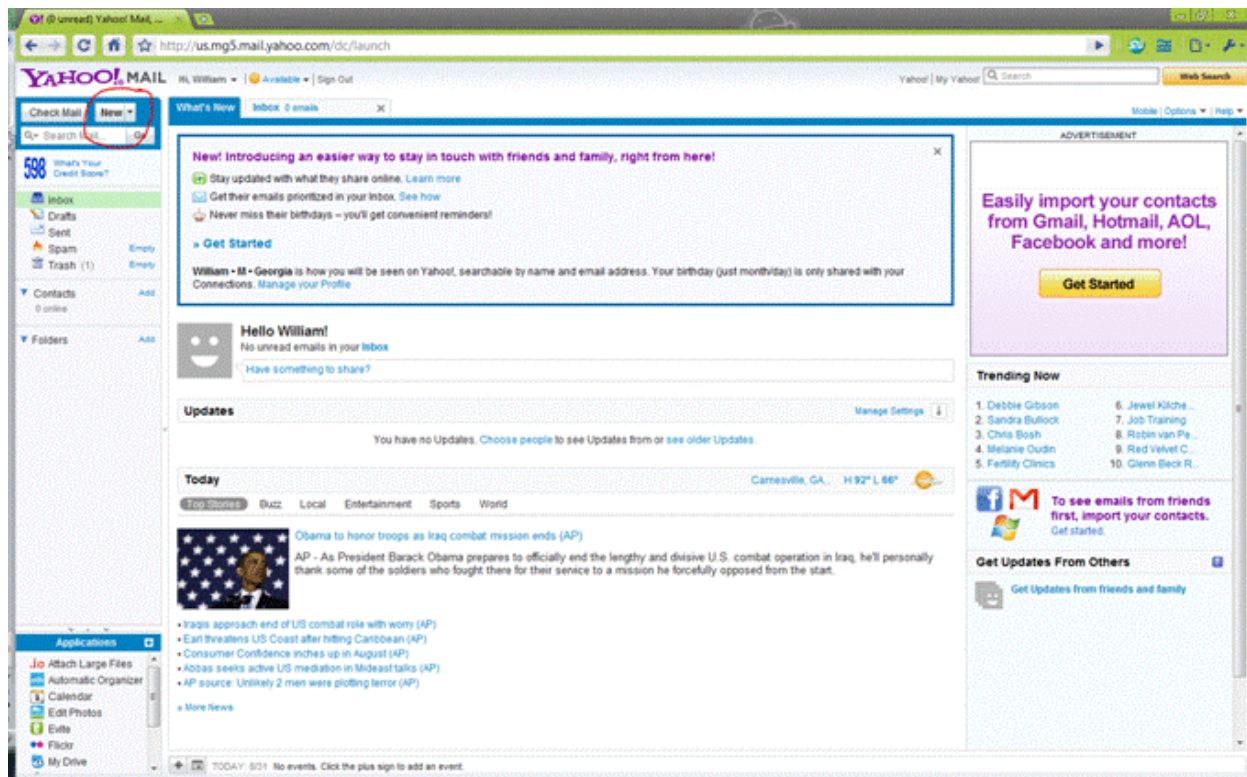 (0 unread) Yahoo! Mail, ...
http://us.mg5.mail.yahoo.com/dc/launch
YAHOO! MAIL Hi, William | Available | Sign Out Yahoo! | My Yahoo! Search Web Search
Check Mail New
Search Mail... Go
What's New Inbox 0 emails x
Mobile | Options | Help
598 What's Your
Credit Score?
Inbox
Drafts
Sent
Spam Empty
Trash (1) Empty
Contacts Add
0 online
Folders Add
New! Introducing an easier way to stay in touch with friends and family, right from here! x
Stay updated with what they share online. Learn more
Get their emails prioritized in your Inbox. See how
Never miss their birthdays – you'll get convenient reminders!
» Get Started
William • M • Georgia is how you will be seen on Yahoo!, searchable by name and email address. Your birthday (just month/day) is only shared with your
Connections. Manage your Profile
Hello William!
No unread emails in your Inbox
Have something to share?
Updates Manage Settings
You have no Updates. Choose people to see Updates from or see older Updates.
Today Carnesville, GA... H 92° L 66°
Top Stories Buzz Local Entertainment Sports World
Obama to honor troops as Iraq combat mission ends (AP)
AP - As President Barack Obama prepares to officially end the lengthy and divisive U.S. combat operation in Iraq, he'll personally
thank some of the soldiers who fought there for their service to a mission he forcefully opposed from the start.
• Iraqis approach end of US combat role with worry (AP)
• Earl threatens US Coast after hitting Caribbean (AP)
• Consumer Confidence inches up in August (AP)
• Abbas seeks active US mediation in Mideast talks (AP)
• AP source: Unlikely 2 men were plotting terror (AP)
» More News
ADVERTISEMENT
Easily import your contacts
from Gmail, Hotmail, AOL,
Facebook and more!
Get Started
Trending Now
1. Debbie Gibson 6. Jewel Kilche...
2. Sandra Bullock 7. Job Training
3. Chris Bosh 8. Robin van Pe...
4. Melanie Oudin 9. Red Velvet C...
5. Fertility Clinics 10. Glenn Beck R...
To see emails from friends
first, import your contacts.
Get started.
Get Updates From Others
Get Updates from friends and family
Applications
Attach Large Files
Automatic Organizer
Calendar
Edit Photos
Evite
Flickr
My Drive
TODAY: 8/31 No events. Click the plus sign to add an event.